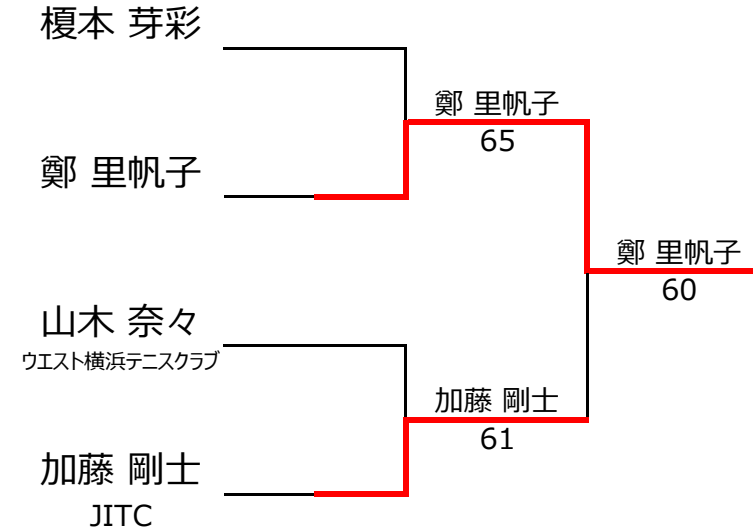 榎本 芽彩
鄭 里帆子
65
鄭 里帆子
鄭 里帆子
60
山木 奈々
ウエスト横浜テニスクラブ
加藤 剛士
61
加藤 剛士
JITC